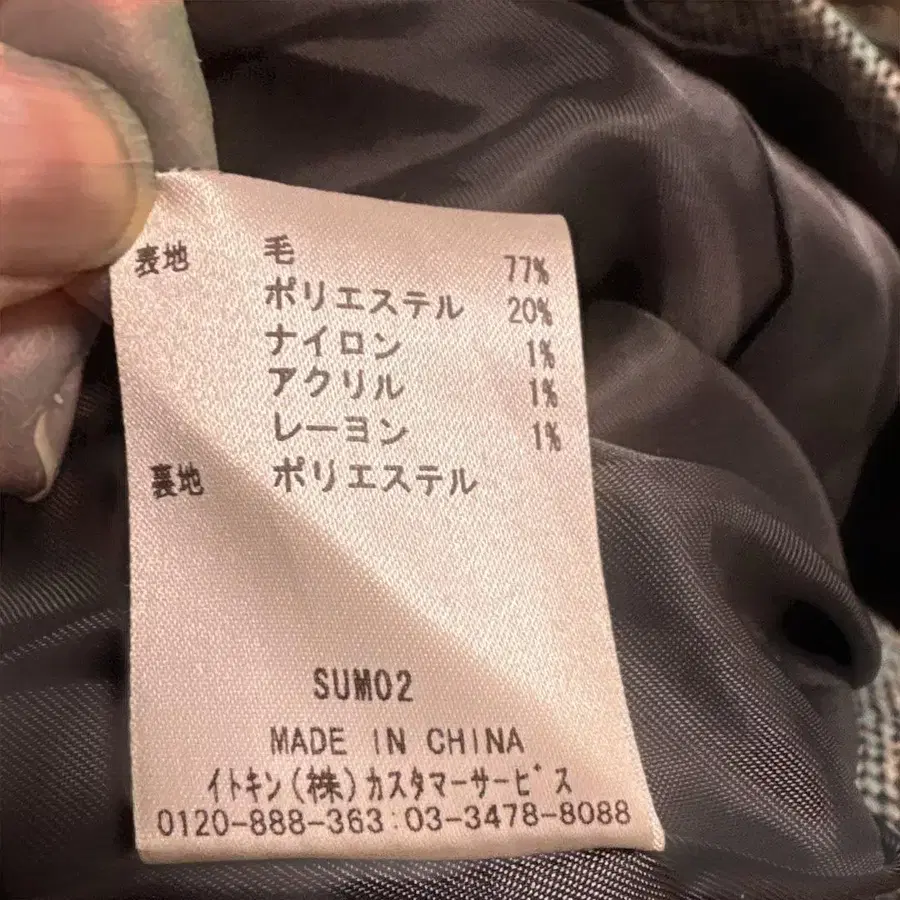 表地 毛 77%
ポリエステル 20%
ナイロン 1%
アクリル 1%
レーヨン 1%
裏地 ポリエステル
SUM02
MADE IN CHINA
イトキン(株)カスタマーサービス
0120-888-363:03-3478-8088